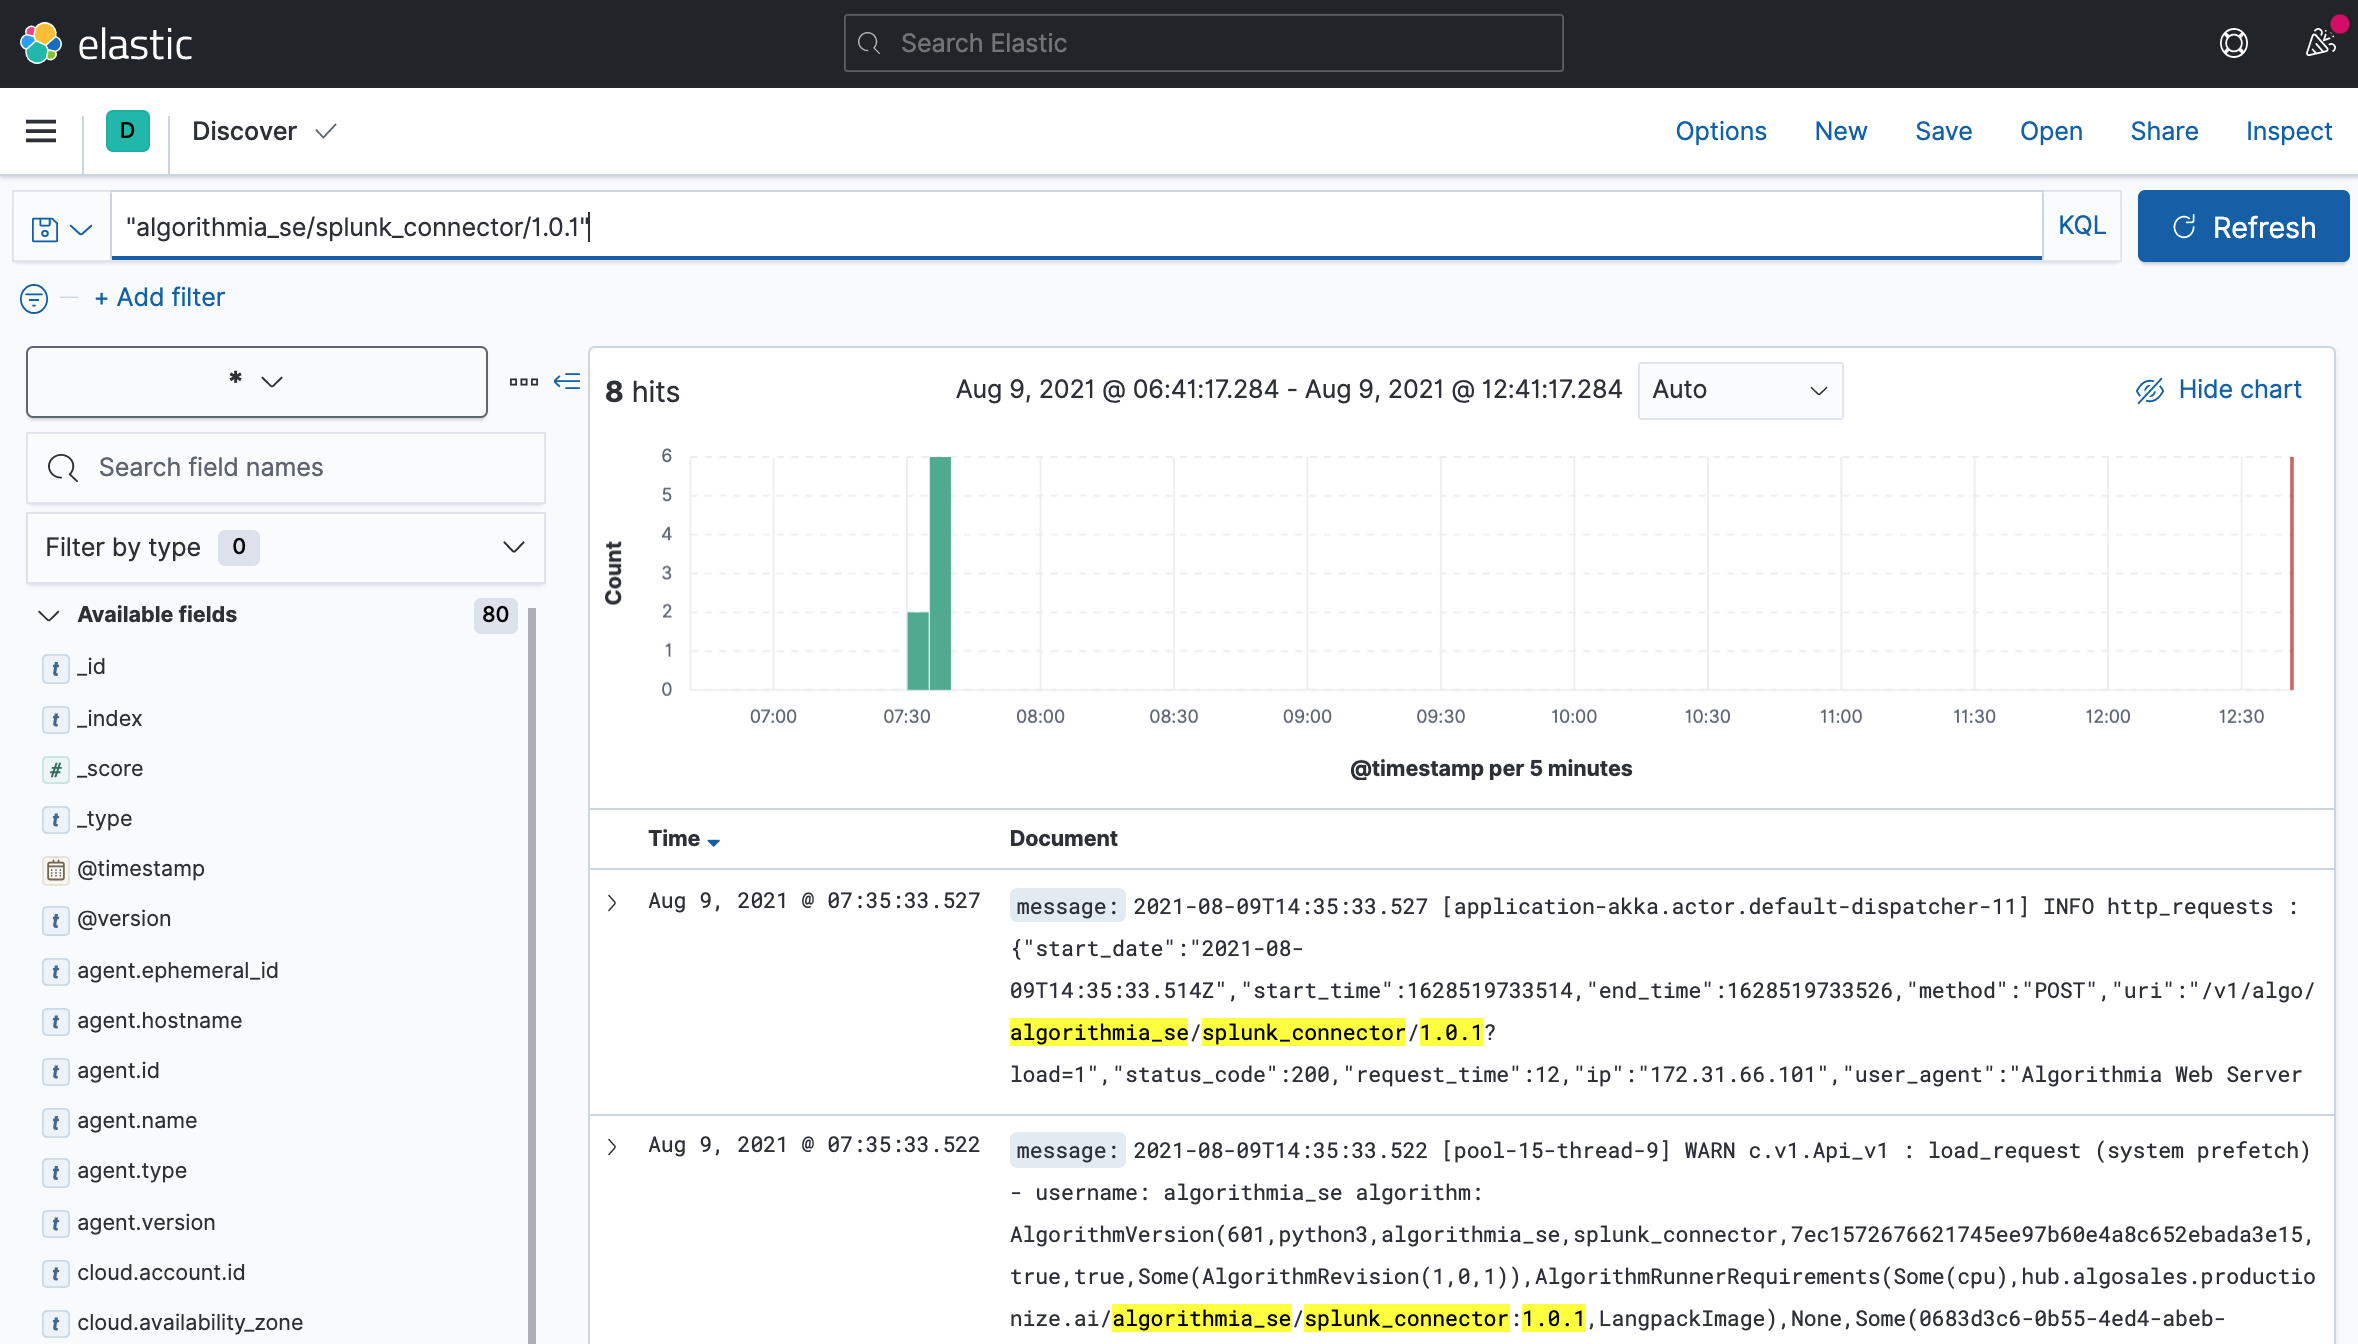 elastic
Search Elastic
D
Discover
Options New Save Open Share Inspect
"algorithmia_se/splunk_connector/1.0.1"
KQL
Refresh
+ Add filter
*
Search field names
Filter by type 0
Available fields 80
t _id
t _index
# _score
t _type
@timestamp
t @version
t agent.ephemeral_id
t agent.hostname
t agent.id
t agent.name
t agent.type
t agent.version
t cloud.account.id
t cloud.availability_zone
8 hits
Aug 9, 2021 @ 06:41:17.284 - Aug 9, 2021 @ 12:41:17.284
Auto
Hide chart
Count
6
5
4
3
2
1
0
07:00 07:30 08:00 08:30 09:00 09:30 10:00 10:30 11:00 11:30 12:00 12:30
@timestamp per 5 minutes
Time Document
Aug 9, 2021 @ 07:35:33.527
message: 2021-08-09T14:35:33.527 [application-akka.actor.default-dispatcher-11] INFO http_requests :
{"start_date":"2021-08-
09T14:35:33.514Z","start_time":1628519733514,"end_time":1628519733526,"method":"POST","uri":"/v1/algo/
algorithmia_se/splunk_connector/1.0.1?
load=1","status_code":200,"request_time":12,"ip":"172.31.66.101","user_agent":"Algorithmia Web Server
Aug 9, 2021 @ 07:35:33.522
message: 2021-08-09T14:35:33.522 [pool-15-thread-9] WARN c.v1.Api_v1 : load_request (system prefetch)
- username: algorithmia_se algorithm:
AlgorithmVersion(601,python3,algorithmia_se,splunk_connector,7ec1572676621745ee97b60e4a8c652ebada3e15,
true,true,Some(AlgorithmRevision(1,0,1)),AlgorithmRunnerRequirements(Some(cpu),hub.algosales.productio
nize.ai/algorithmia_se/splunk_connector:1.0.1,LangpackImage),None,Some(0683d3c6-0b55-4ed4-abeb-